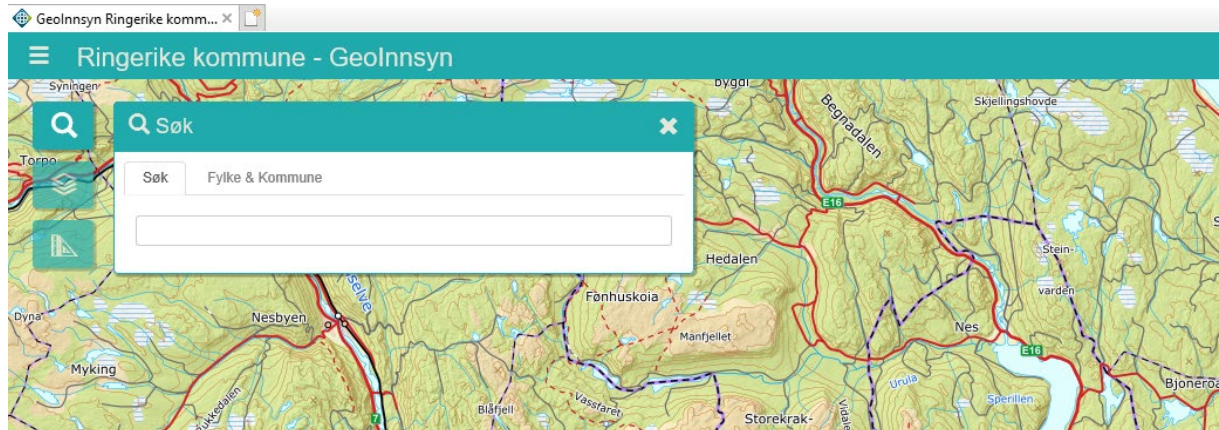 GeoInnsyn Ringerike komm...
Ringerike kommune - GeoInnsyn
Syningen
bygdi
Begnadalen
Skjellingshovde
Søk
Torpo
Søk Fylke & Kommune
E16
Hedalen
Stein-
varden
Fønhuskoia
Dyna
Nesbyen
Manfjellet
Nes
E16
Myking
Urula
Sperillen
Bjoneroa
Blåfjell
Vassfaret
Storekrak-
7